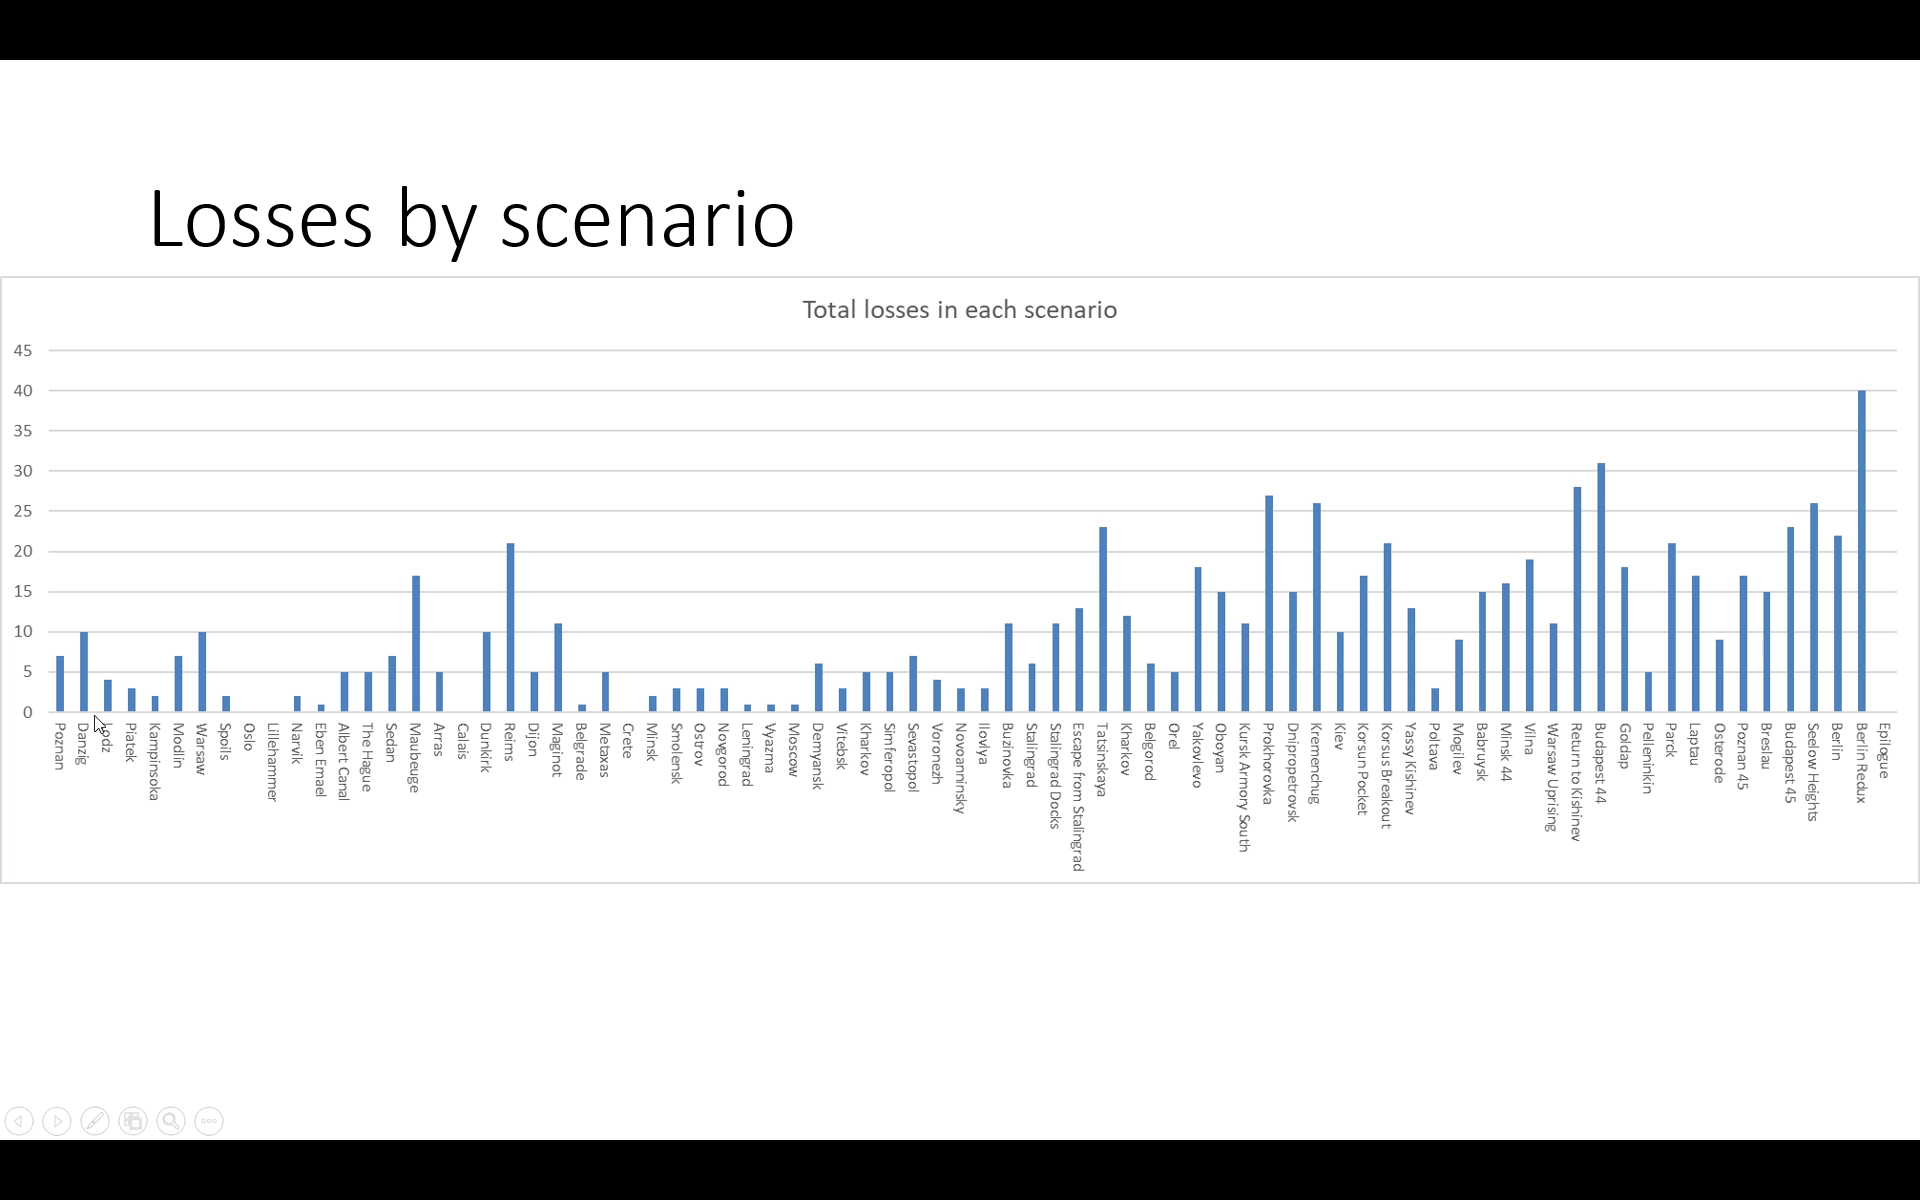 Losses by scenario
Total losses in each scenario
45
40
35
30
25
20
15
10
5
0
Poznan
Danzig
Kampinsoka
Piatek
Modlin
Warsaw
Spoils
Oslo
Lillehammer
Narvik
Eben Emael
Albert Canal
The Hague
Sedan
Maubeuge
Arras
Calais
Dunkirk
Reims
Dijon
Maginot
Belgrade
Metaxas
Crete
Minsk
Smolensk
Ostrov
Novgorod
Leningrad
Vyazma
Moscow
Demyansk
Vitebsk
Kharkov
Simferopol
Sevastopol
Voronezh
Novoanninsky
Ilovlya
Buzinovka
Stalingrad
Stalingrad Docks
Escape from Stalingrad
Tatsinskaya
Kharkov
Belgorod
Orel
Yakovlevo
Oboyan
Kursk Armory South
Prokhorovka
Dnipropetrovsk
Kremenchug
Kiev
Korsun Pocket
Korsus Breakout
Yassy Kishinev
Poltava
Mogilev
Babruysk
Minsk 44
Vilna
Warsaw Uprising
Return to Kishinev
Budapest 44
Goldap
Pelleninkin
Parck
Laptau
Osterode
Poznan 45
Breslau
Budapest 45
Seelow Heights
Berlin
Berlin Redux
Epilogue